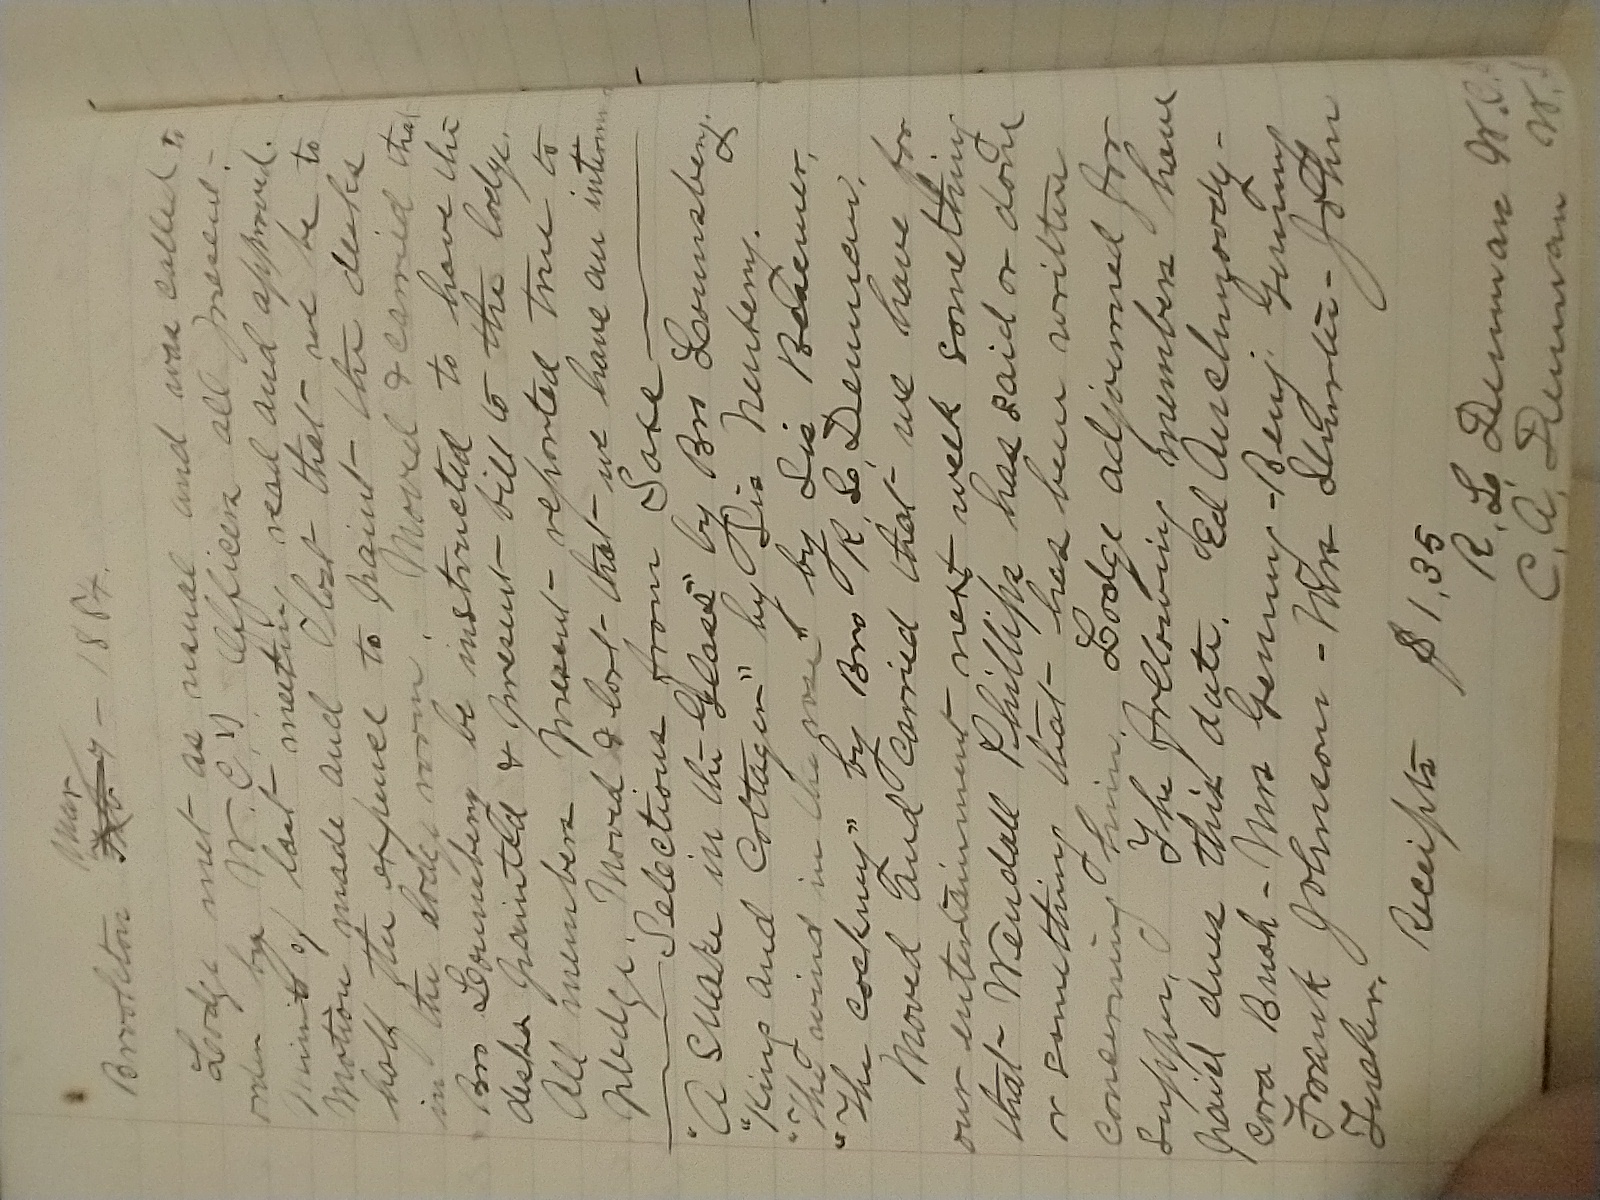 Mar
Brookton Feb 7 - 1884.
Lodge met as usual and was called to
order by W.C.T. Officers all present.
Minits of last meeting read and approved.
Motion made and lost that we be to
half the expence to paint the desks
in the lodge room. Moved & carried that
Bro Lounsbery be instructed to have the
desks painted & present bill to the lodge.
All members present reported true to
pledge. Moved & lost that we have an
Selections from Saxe
"A Snake in the Glass" by Bro Lounsbery.
"King and Cottager" by Sis Newberry.
"The wind in the rose" by Sis Besemer,
"The cockney" by Bro R. L. Denman.
Moved and carried that we have for
our entertainment next week something
that Wendall Phillips has said or done
or something that has been written
concerning him. Lodge adjourned for
supper. The following members have
paid dues this date. Ed Auchmoody -
Cora Bush - Mrs Genung - Benj. Genung
Frank Johnson - Mrs - John
Tucker.
Receipts $1,35
R. L. Denman W.C.
C. A. Denman W.